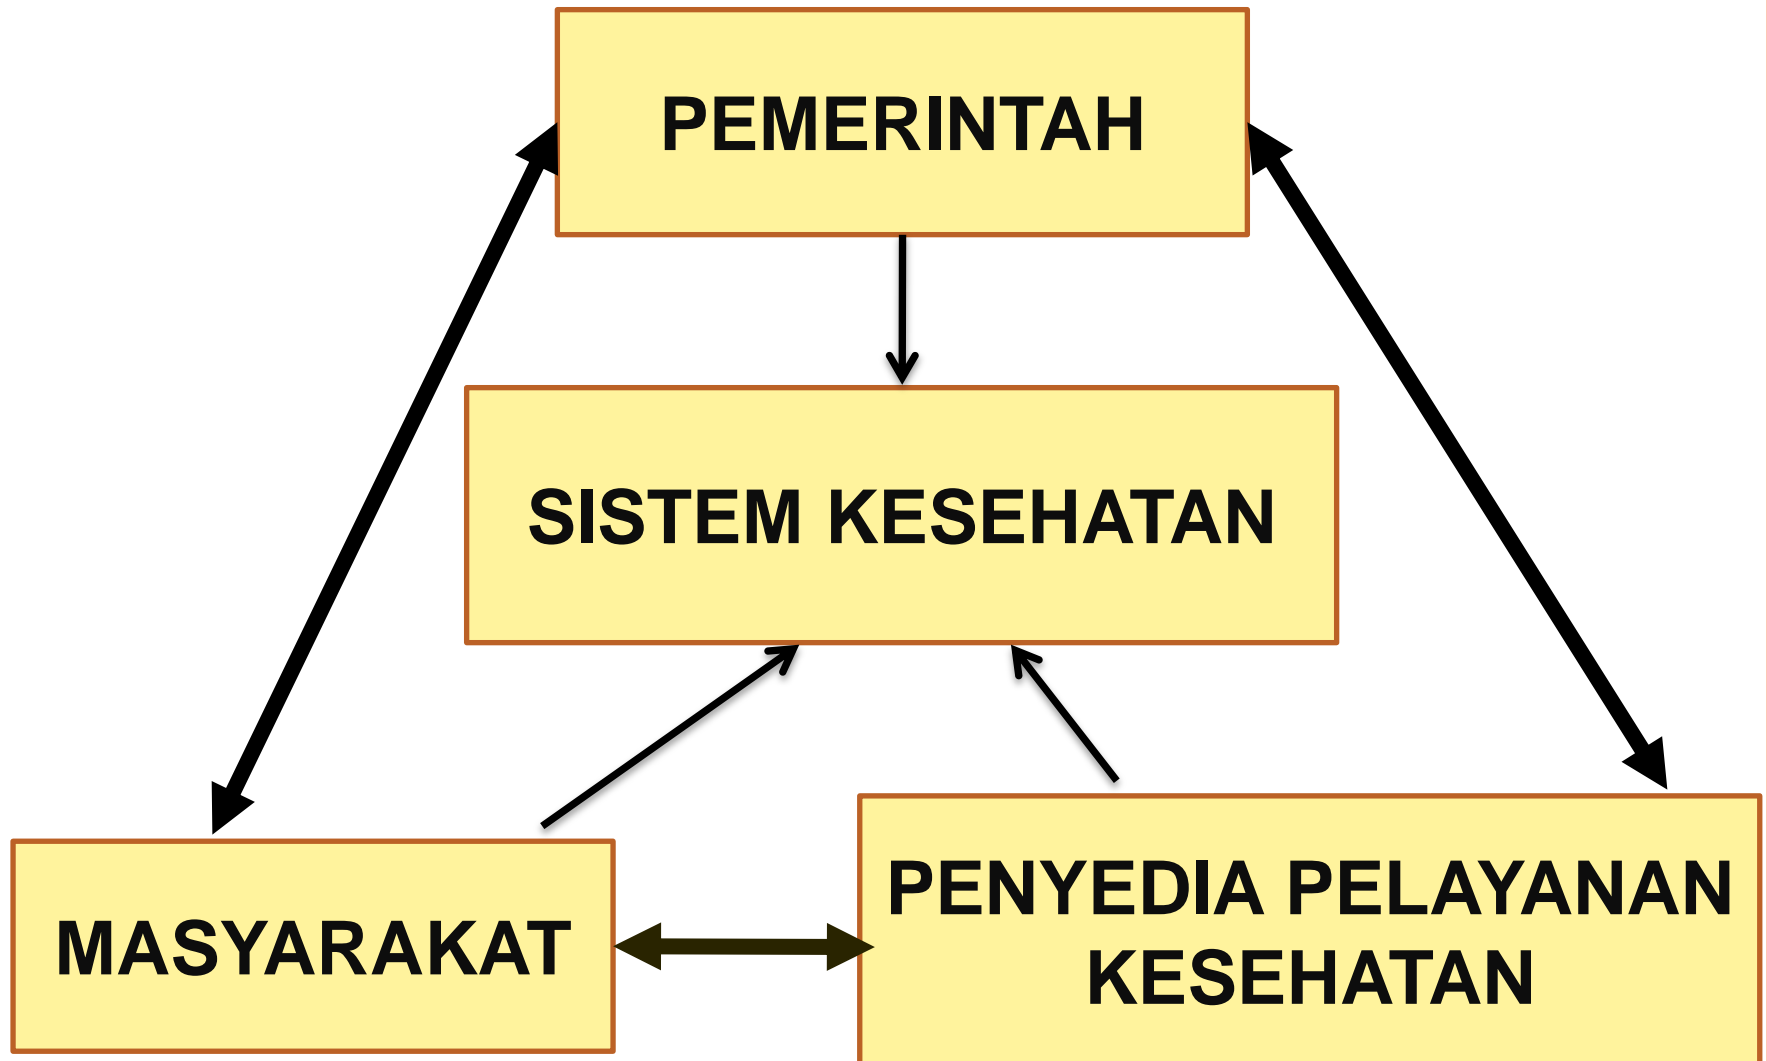 PEMERINTAH
SISTEM KESEHATAN
MASYARAKAT
PENYEDIA PELAYANAN
KESEHATAN